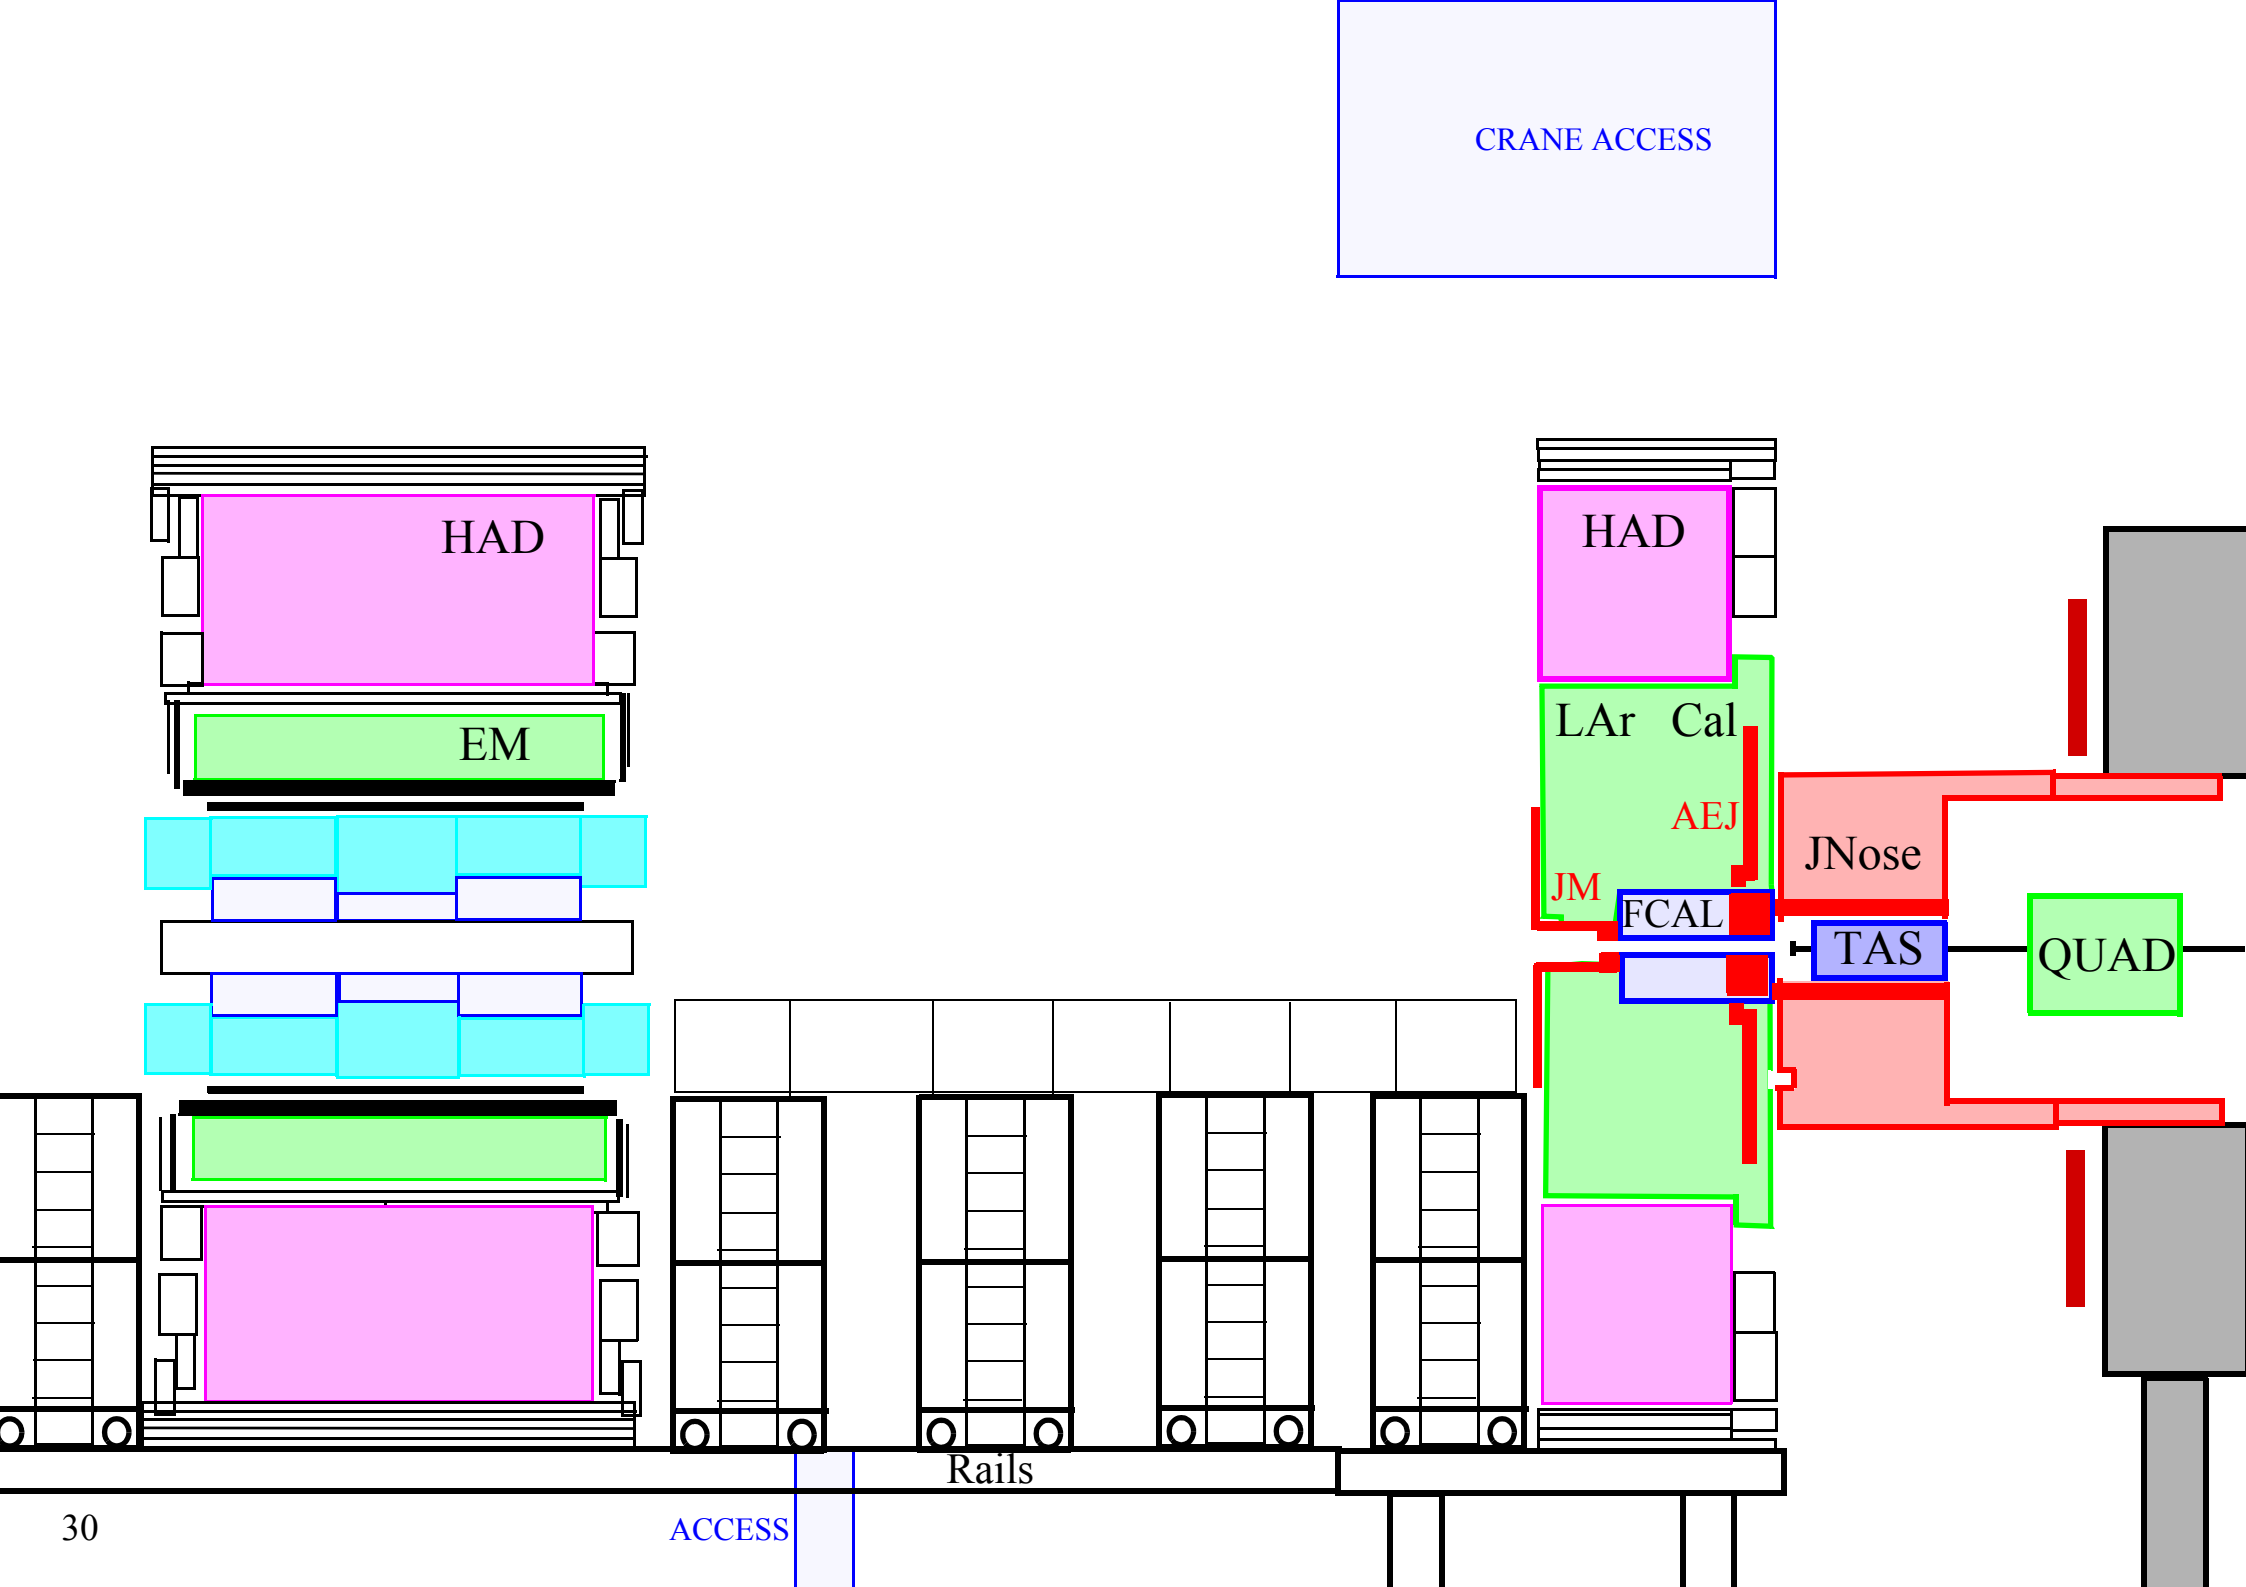 CRANE ACCESS
HAD
HAD
LAr Cal
EM
AEJ
JNose
JM
FCAL
TAS
QUAD
Rails
30
ACCESS